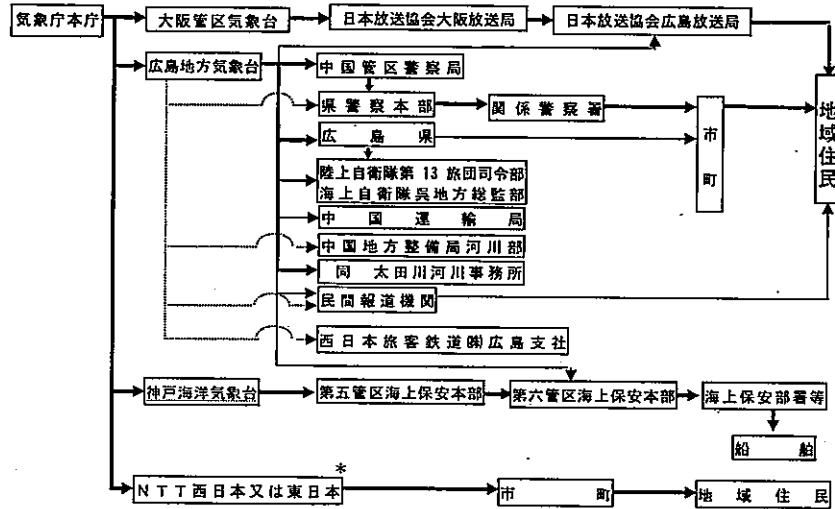 気象庁本庁
大阪管区気象台
日本放送協会大阪放送局
日本放送協会広島放送局
広島地方気象台
中国管区警察局
県警察本部
関係警察署
市町
地域住民
広島県
陸上自衛隊第13旅団司令部
海上自衛隊呉地方総監部
中国運輸局
中国地方整備局河川部
同 太田川河川事務所
民間報道機関
西日本旅客鉄道㈱広島支社
神戸海洋気象台
第五管区海上保安本部
第六管区海上保安本部
海上保安部署等
船舶
NTT西日本又は東日本*
市町
地域住民